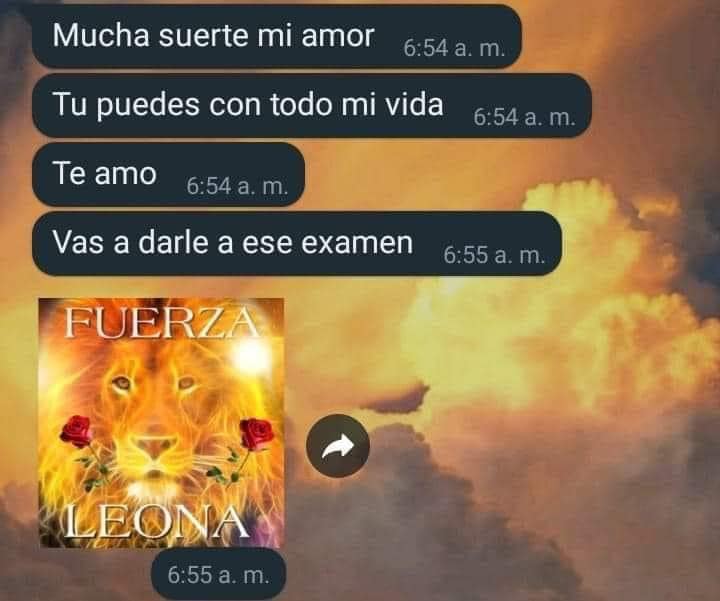 Mucha suerte mi amor 6:54 a. m.
Tu puedes con todo mi vida 6:54 a. m.
Te amo 6:54 a. m.
Vas a darle a ese examen 6:55 a. m.
FUERZA
LEONA
6:55 a. m.